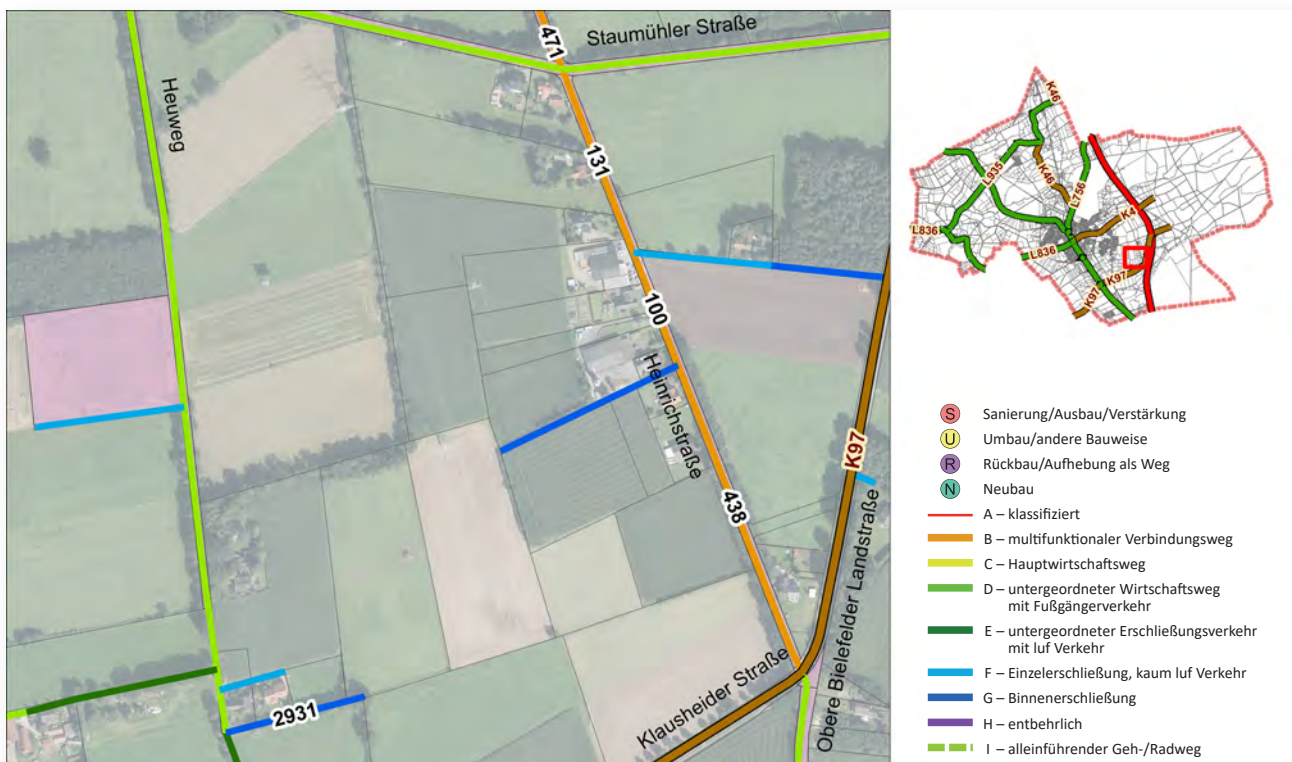 Staumühler Straße
471
Heuweg
131
100
Heinrichstraße
438
K97
Obere Bielefelder Landstraße
Klausheider Straße
2931
K46
L935
K46
L756
K4
L836
L836
K97
K97
S Sanierung/Ausbau/Verstärkung
U Umbau/andere Bauweise
R Rückbau/Aufhebung als Weg
N Neubau
A – klassifiziert
B – multifunktionaler Verbindungsweg
C – Hauptwirtschaftsweg
D – untergeordneter Wirtschaftsweg
mit Fußgängerverkehr
E – untergeordneter Erschließungsverkehr
mit luf Verkehr
F – Einzelerschließung, kaum luf Verkehr
G – Binnenerschließung
H – entbehrlich
I – alleinführender Geh-/Radweg